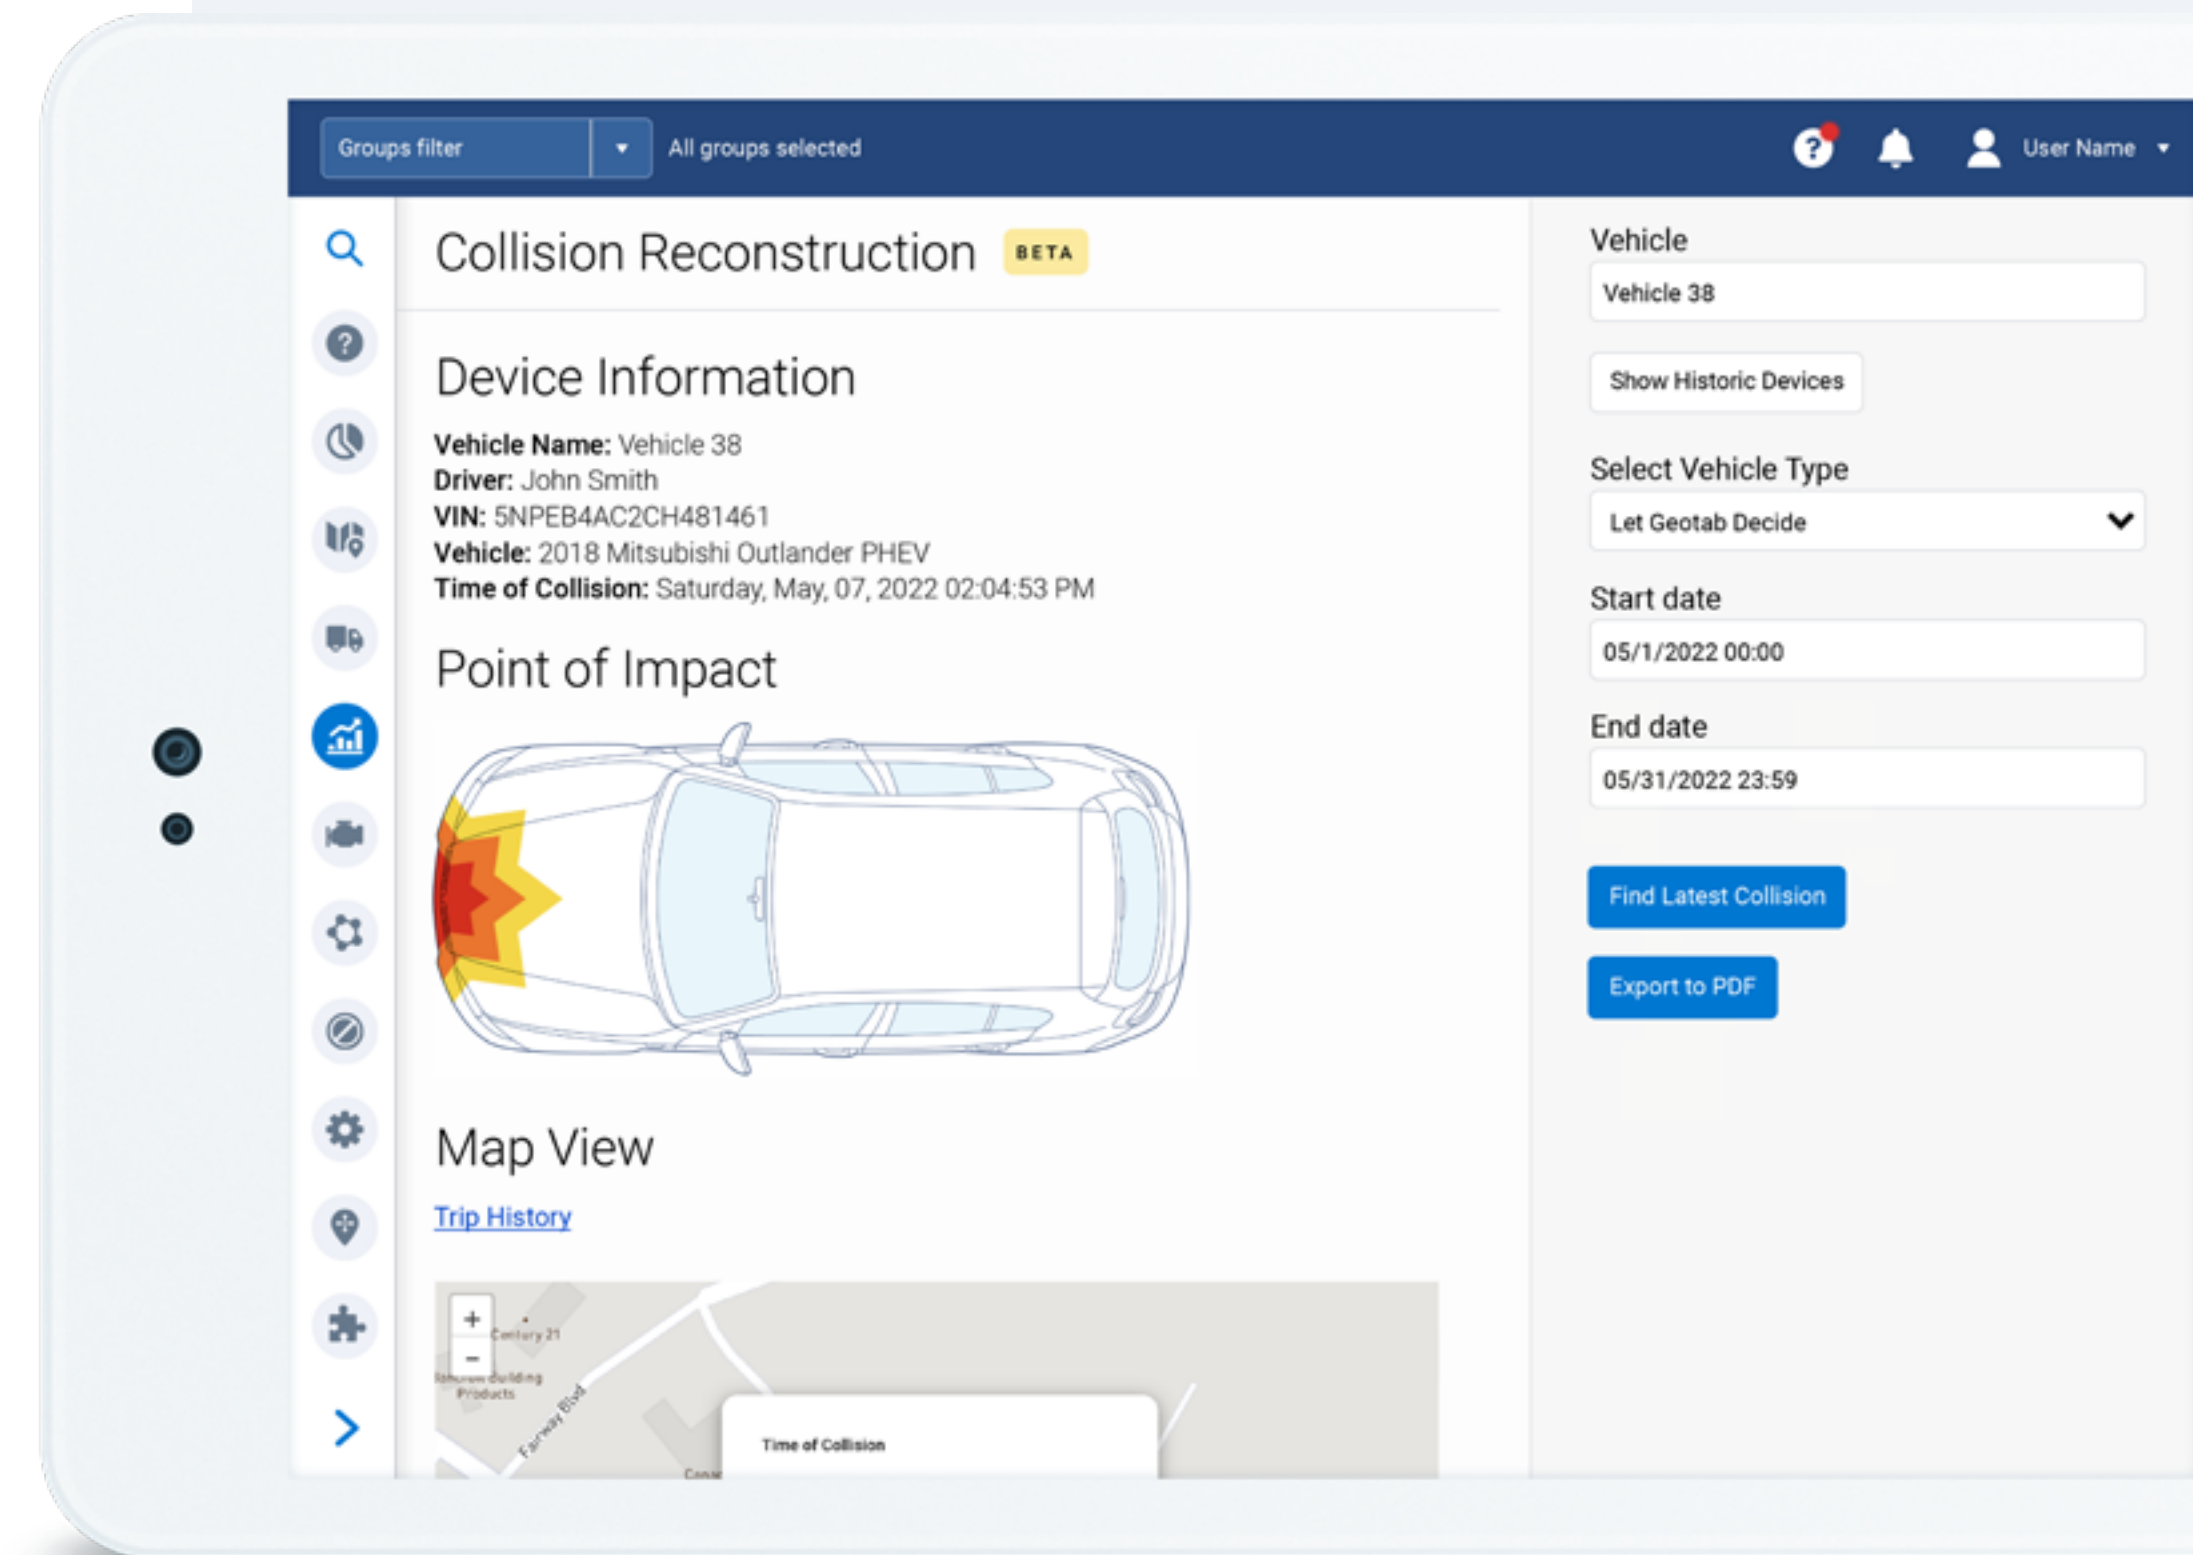 Groups filter
All groups selected
User Name
Collision Reconstruction
BETA
Device Information
Vehicle Name: Vehicle 38
Driver: John Smith
VIN: 5NPEB4AC2CH481461
Vehicle: 2018 Mitsubishi Outlander PHEV
Time of Collision: Saturday, May, 07, 2022 02:04:53 PM
Point of Impact
Map View
Trip History
+
Century 21
−
Building
Products
Fairway Blvd
Time of Collision
Vehicle
Vehicle 38
Show Historic Devices
Select Vehicle Type
Let Geotab Decide
Start date
05/1/2022 00:00
End date
05/31/2022 23:59
Find Latest Collision
Export to PDF